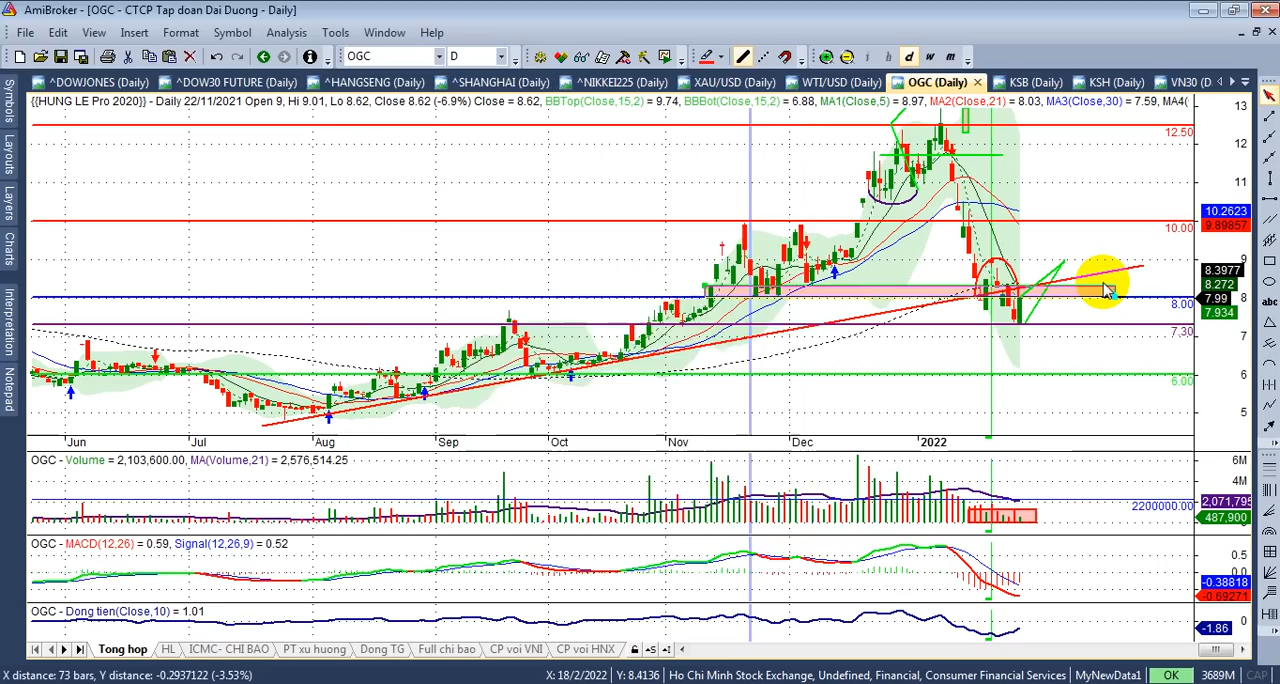 AmiBroker - [OGC - CTCP Tap doan Dai Duong - Daily]
File Edit View Insert Format Symbol Analysis Tools Window Help
OGC D d w m
^DOWJONES (Daily) ^DOW30 FUTURE (Daily) ^HANGSENG (Daily) ^SHANGHAI (Daily) ^NIKKEI225 (Daily) XAU/USD (Daily) WTI/USD (Daily) OGC (Daily) KSB (Daily) KSH (Daily) VN30 (D
Symbols
Layouts
Layers
Charts
Interpretation
Notepad
{{HUNG LE Pro 2020}} - Daily 22/11/2021 Open 9, Hi 9.01, Lo 8.62, Close 8.62 (-6.9%) Close = 8.62, BBTop(Close,15,2) = 9.74, BBBot(Close,15,2) = 6.88, MA1(Close,5) = 8.97, MA2(Close,21) = 8.03, MA3(Close,30) = 7.59, MA4(
13
12.50
12
11
10.2623
9.89857
10.00
9
8.3977
8.272
7.99
8
8.00
7.934
7.30
7
6
6.00
5
Jun Jul Aug Sep Oct Nov Dec 2022
OGC - Volume = 2,103,600.00, MA(Volume,21) = 2,576,514.25
6M
4M
2,071,795
2200000.00
487,900
OGC - MACD(12,26) = 0.59, Signal(12,26,9) = 0.52
0.5
0.0
-0.38818
-0.69271
OGC - Dong tien(Close,10) = 1.01
0
-1.86
Tong hop HL ICMC- CHI BAO PT xu huong Dong TG Full chi bao CP voi VNI CP voi HNX
X distance: 73 bars, Y distance: -0.2937122 (-3.53%) X: 18/2/2022 Y: 8.4136 Ho Chi Minh Stock Exchange, Undefined, Financial, Consumer Financial Services MyNewData1 OK 3689M CAP